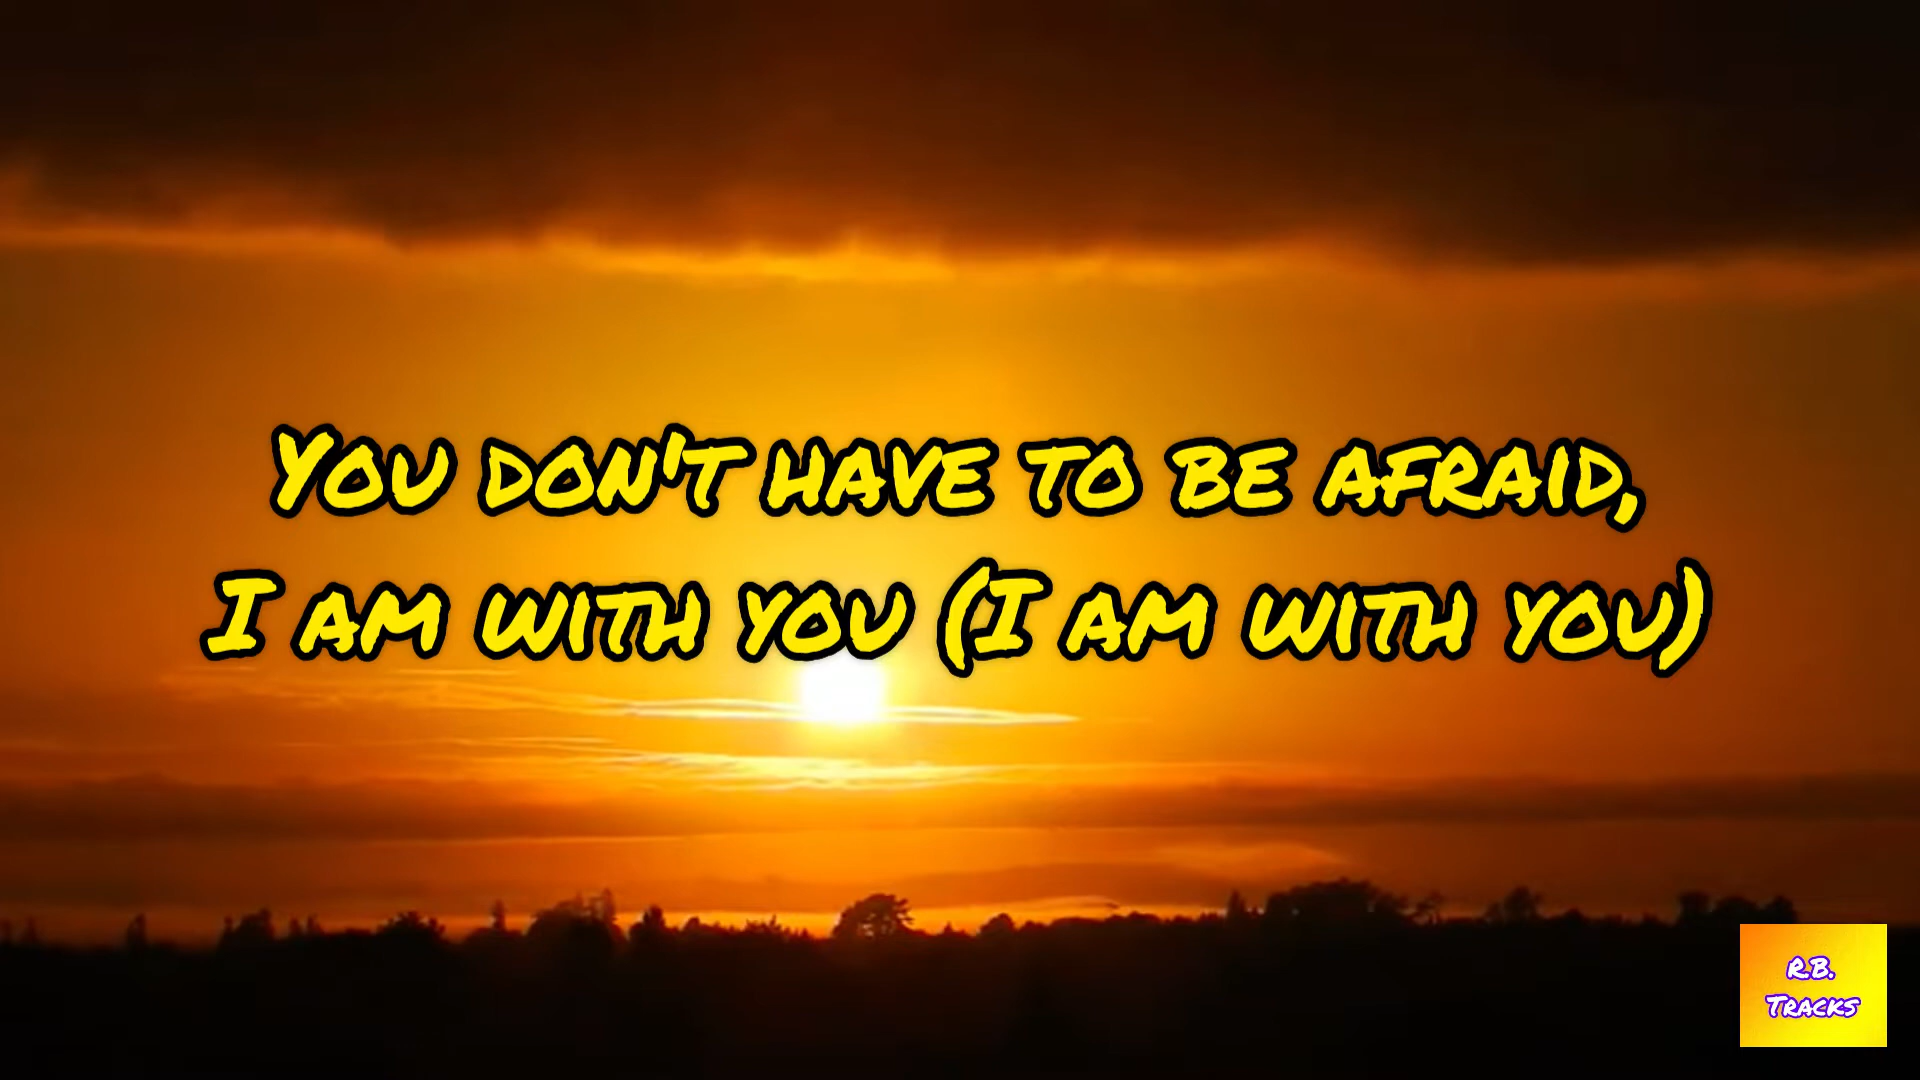 You don't have to be afraid,
I am with you (I am with you)
R.B.
Tracks